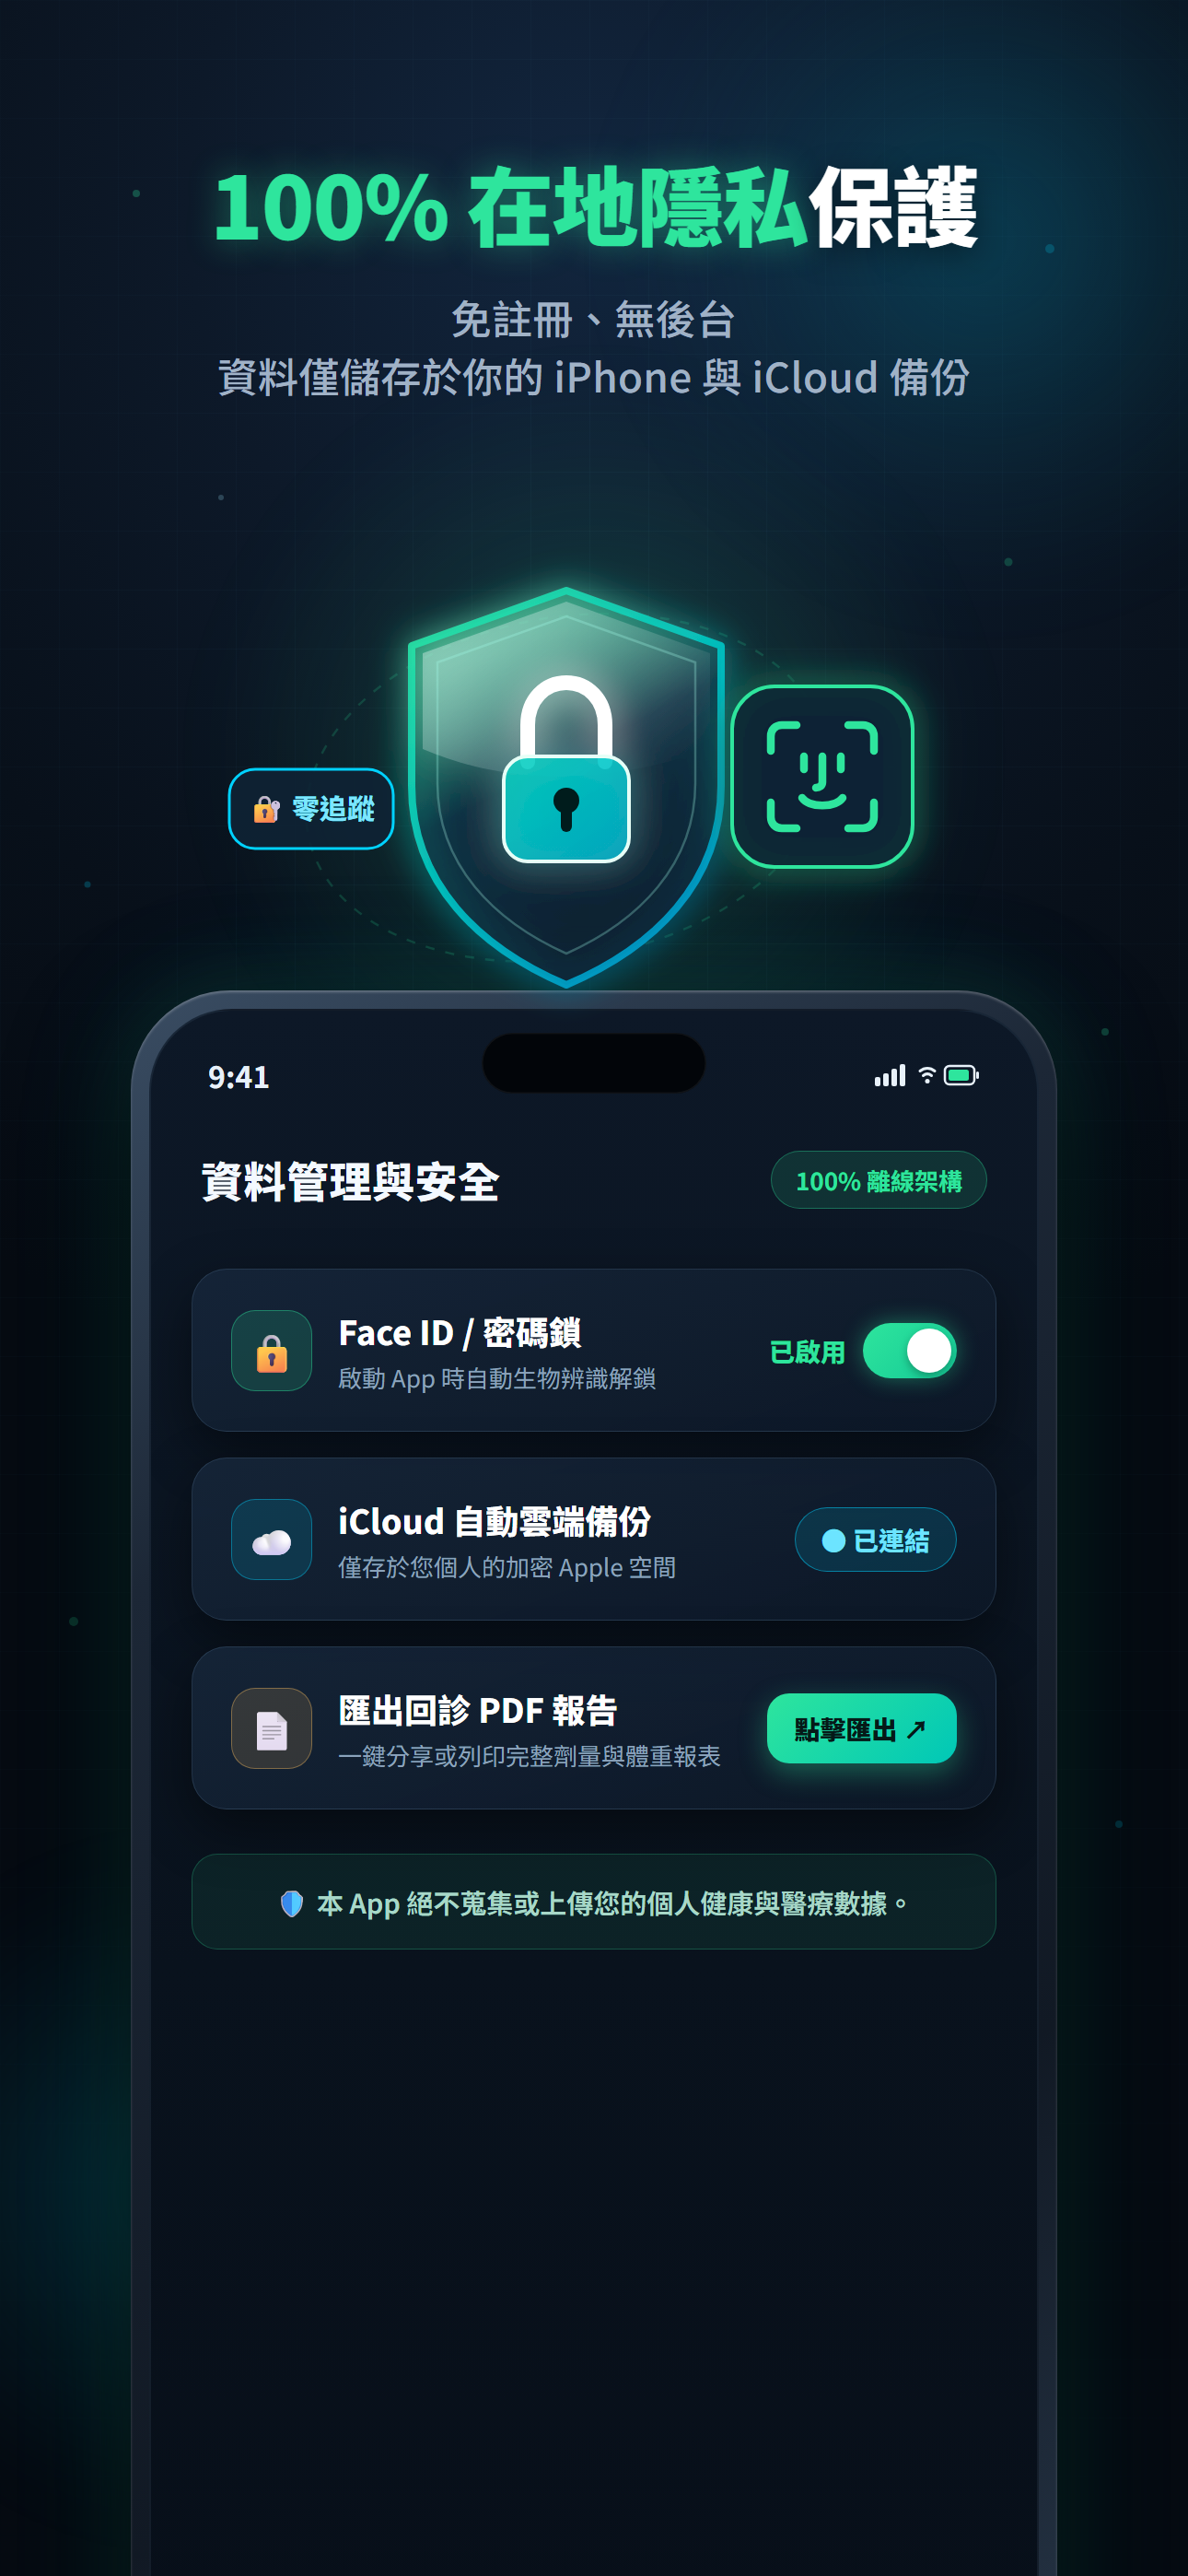 100% 在地隱私保護
免註冊、無後台
資料僅儲存於你的 iPhone 與 iCloud 備份
零追蹤
9:41
資料管理與安全
100% 離線架構
Face ID / 密碼鎖
啟動 App 時自動生物辨識解鎖
已啟用
iCloud 自動雲端備份
僅存於您個人的加密 Apple 空間
已連結
匯出回診 PDF 報告
一鍵分享或列印完整劑量與體重報表
點擊匯出 ↗
本 App 絕不蒐集或上傳您的個人健康與醫療數據。